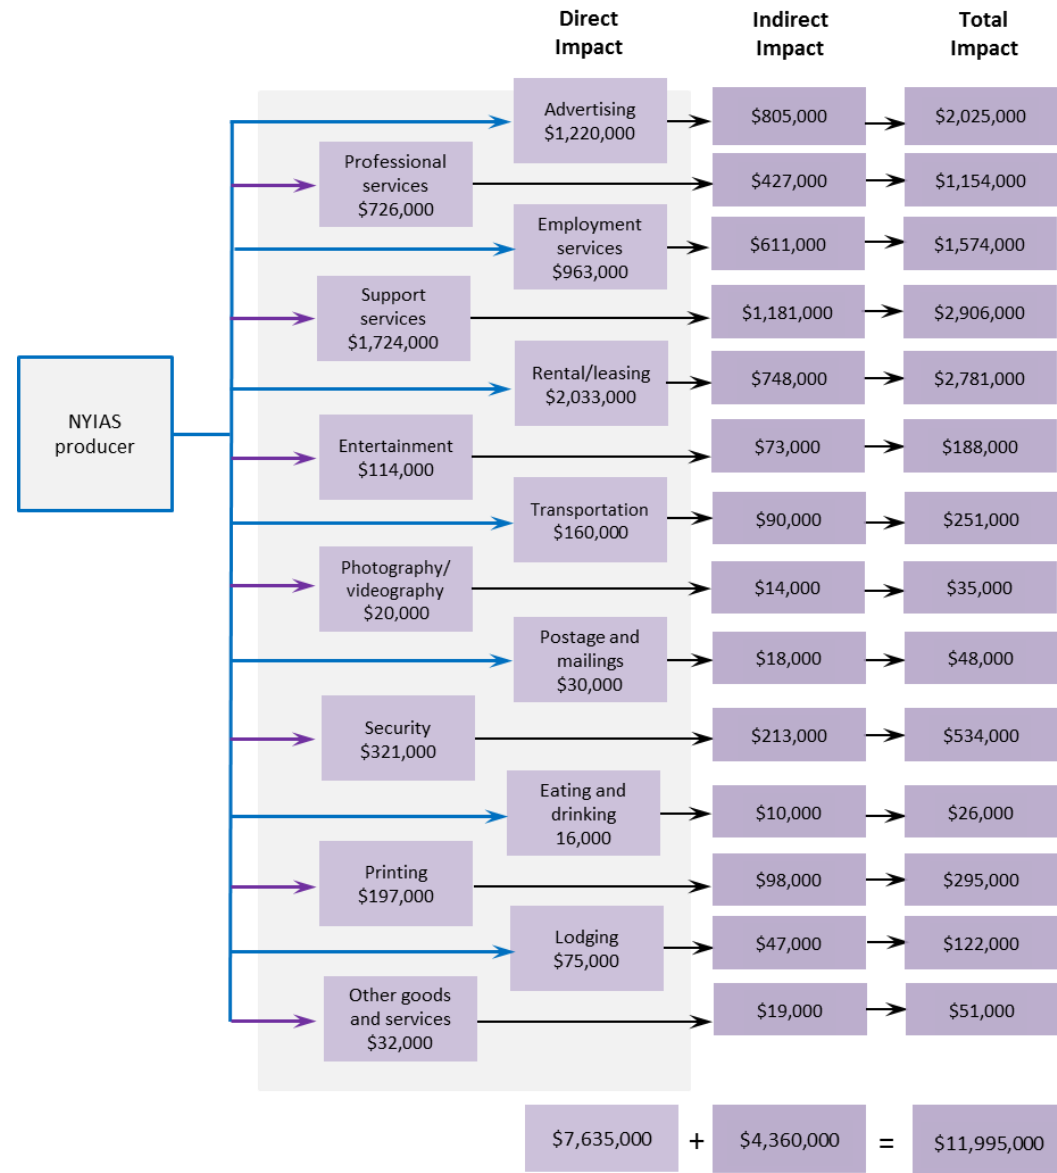 Direct
Impact
Indirect
Impact
Total
Impact
Advertising
$1,220,000
$805,000
$2,025,000
Professional
services
$726,000
$427,000
$1,154,000
Employment
services
$963,000
$611,000
$1,574,000
Support
services
$1,724,000
$1,181,000
$2,906,000
Rental/leasing
$2,033,000
$748,000
$2,781,000
NYIAS
producer
Entertainment
$114,000
$73,000
$188,000
Transportation
$160,000
$90,000
$251,000
Photography/
videography
$20,000
$14,000
$35,000
Postage and
mailings
$30,000
$18,000
$48,000
Security
$321,000
$213,000
$534,000
Eating and
drinking
16,000
$10,000
$26,000
Printing
$197,000
$98,000
$295,000
Lodging
$75,000
$47,000
$122,000
Other goods
and services
$32,000
$19,000
$51,000
$7,635,000 + $4,360,000 = $11,995,000